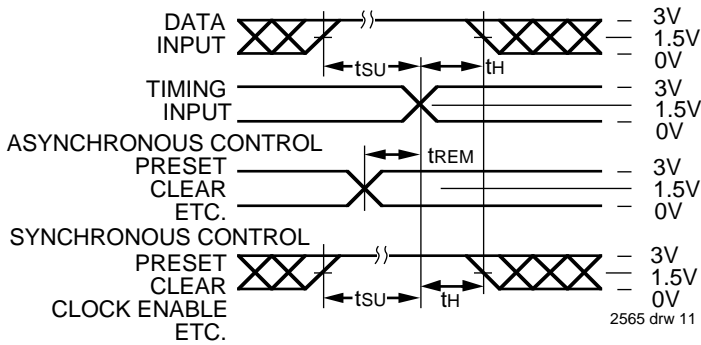 DATA
INPUT
tSU
tH
3V
1.5V
0V
TIMING
INPUT
3V
1.5V
0V
ASYNCHRONOUS CONTROL
PRESET
CLEAR
ETC.
tREM
3V
1.5V
0V
SYNCHRONOUS CONTROL
PRESET
CLEAR
CLOCK ENABLE
ETC.
tSU
tH
3V
1.5V
0V
2565 drw 11